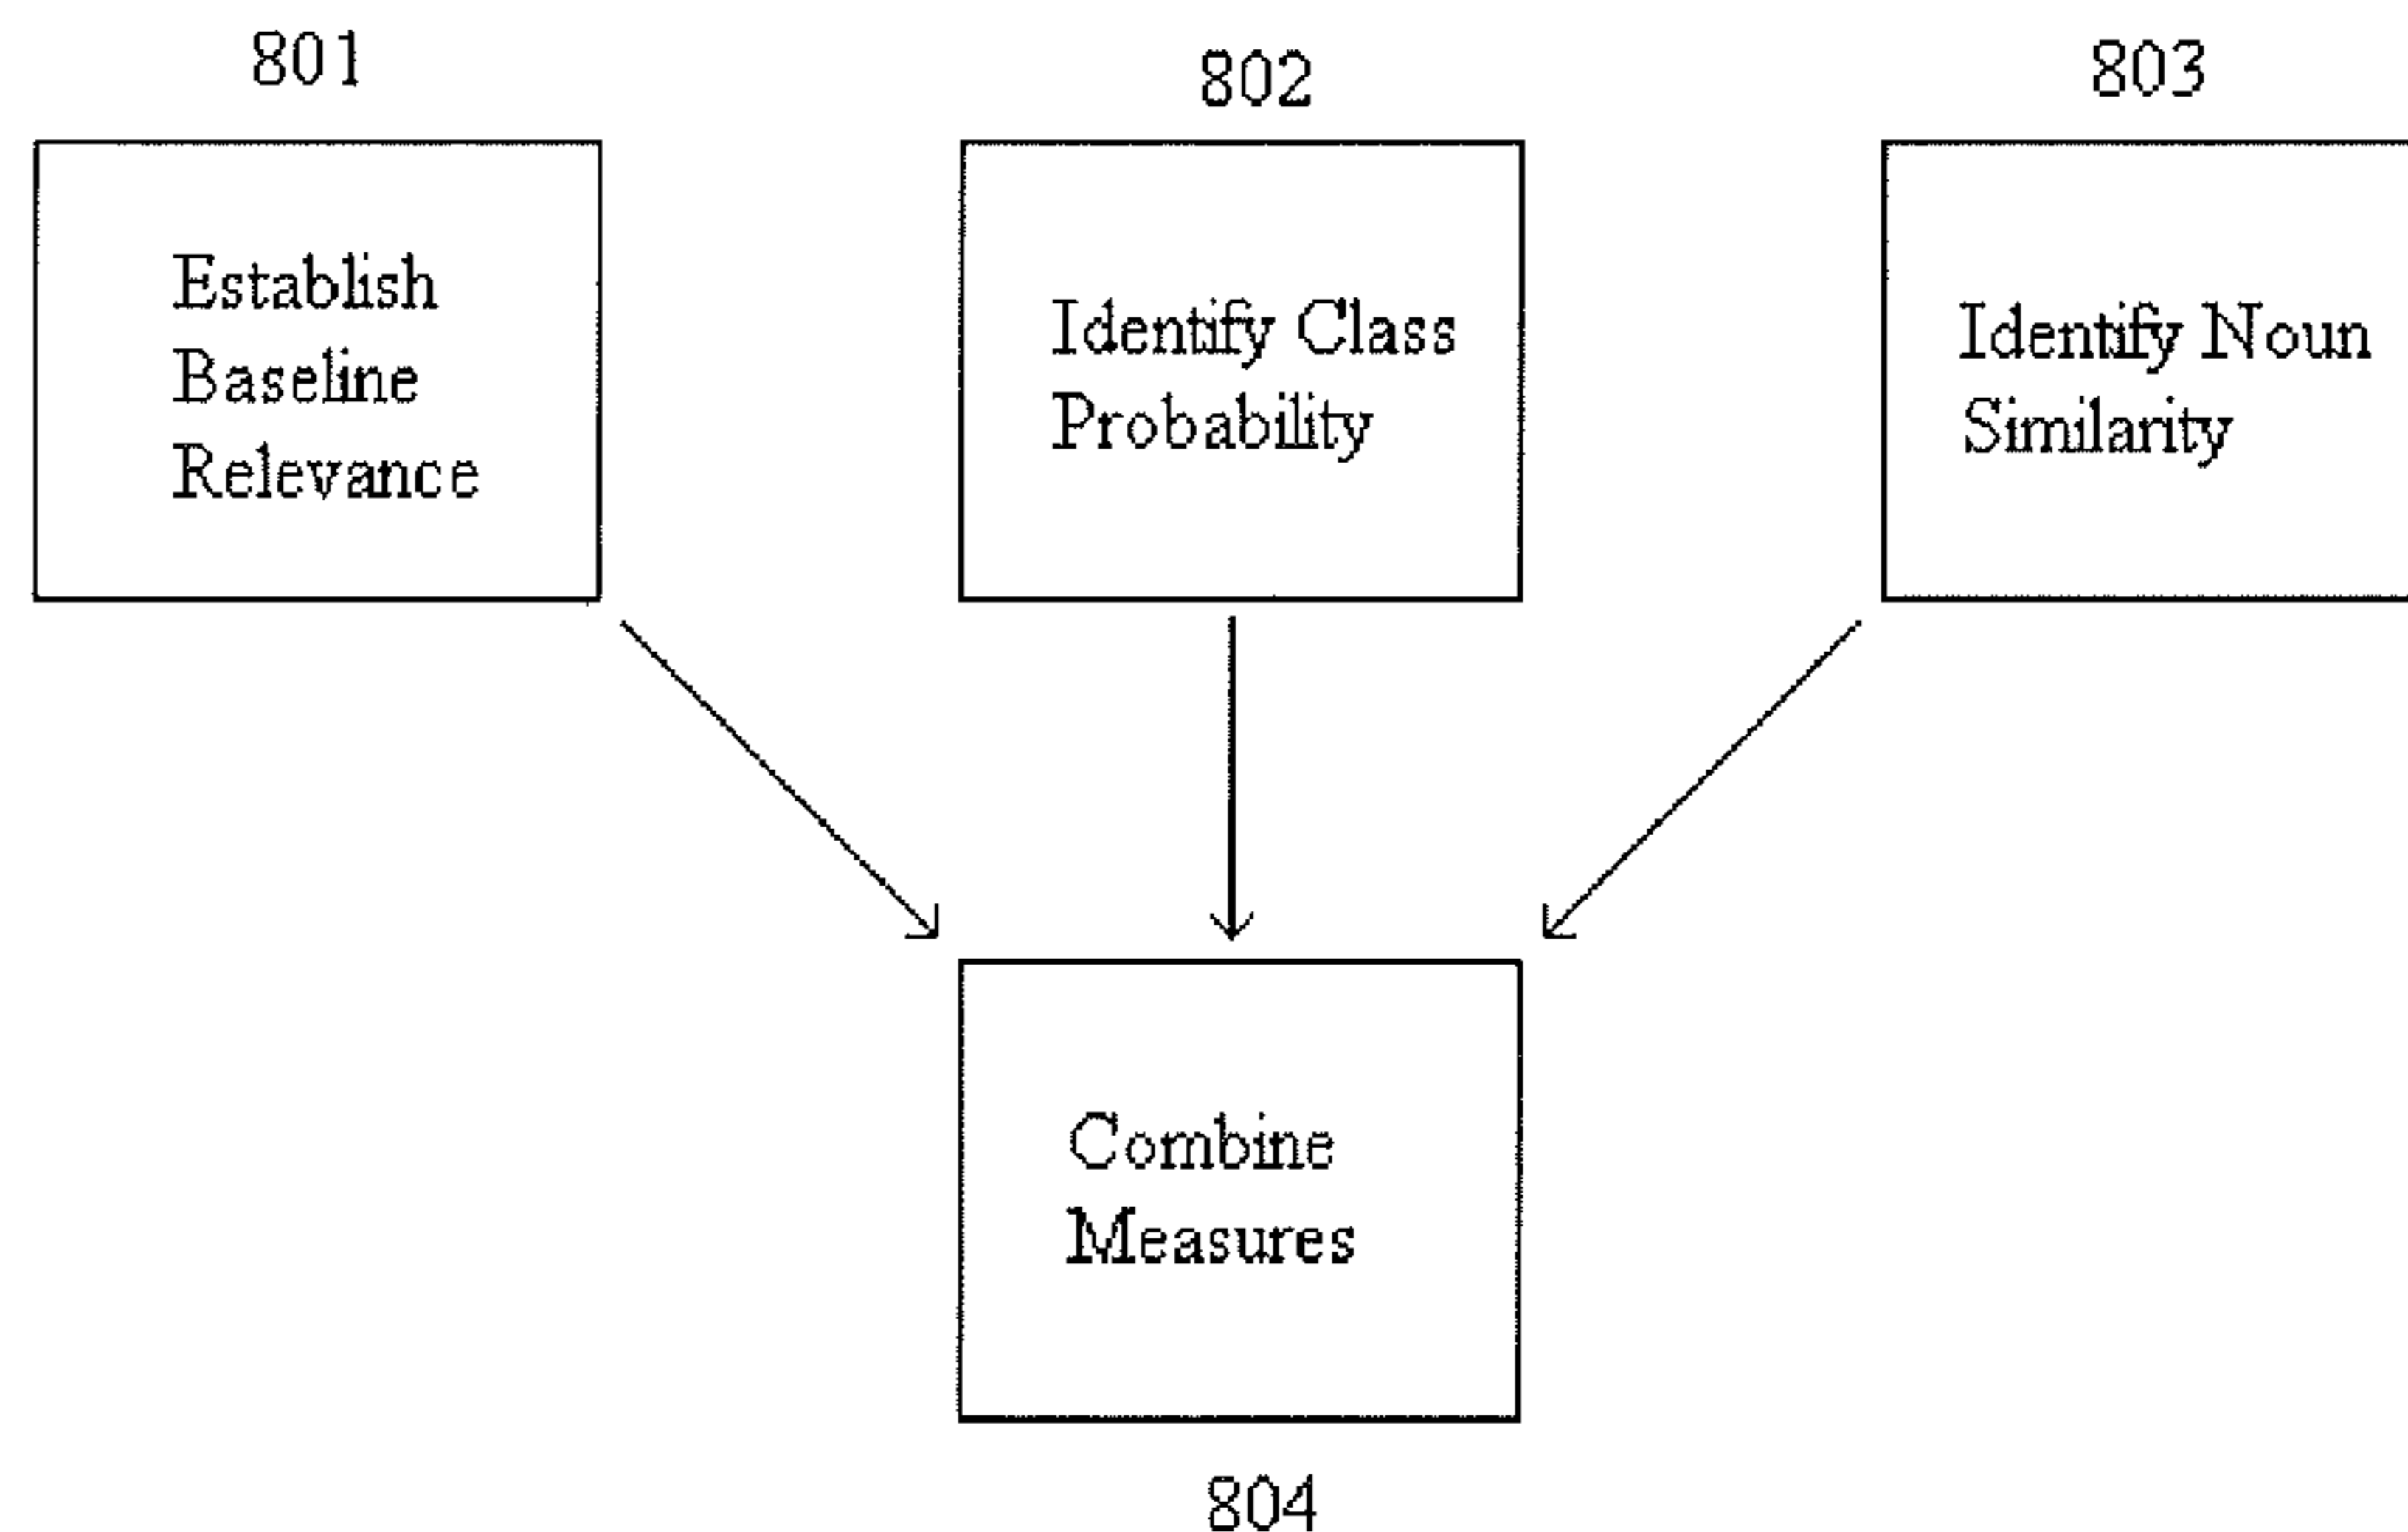 801
802
803
Establish
Baseline
Relevance
Identify Class
Probability
Identify Noun
Similarity
Combine
Measures
804